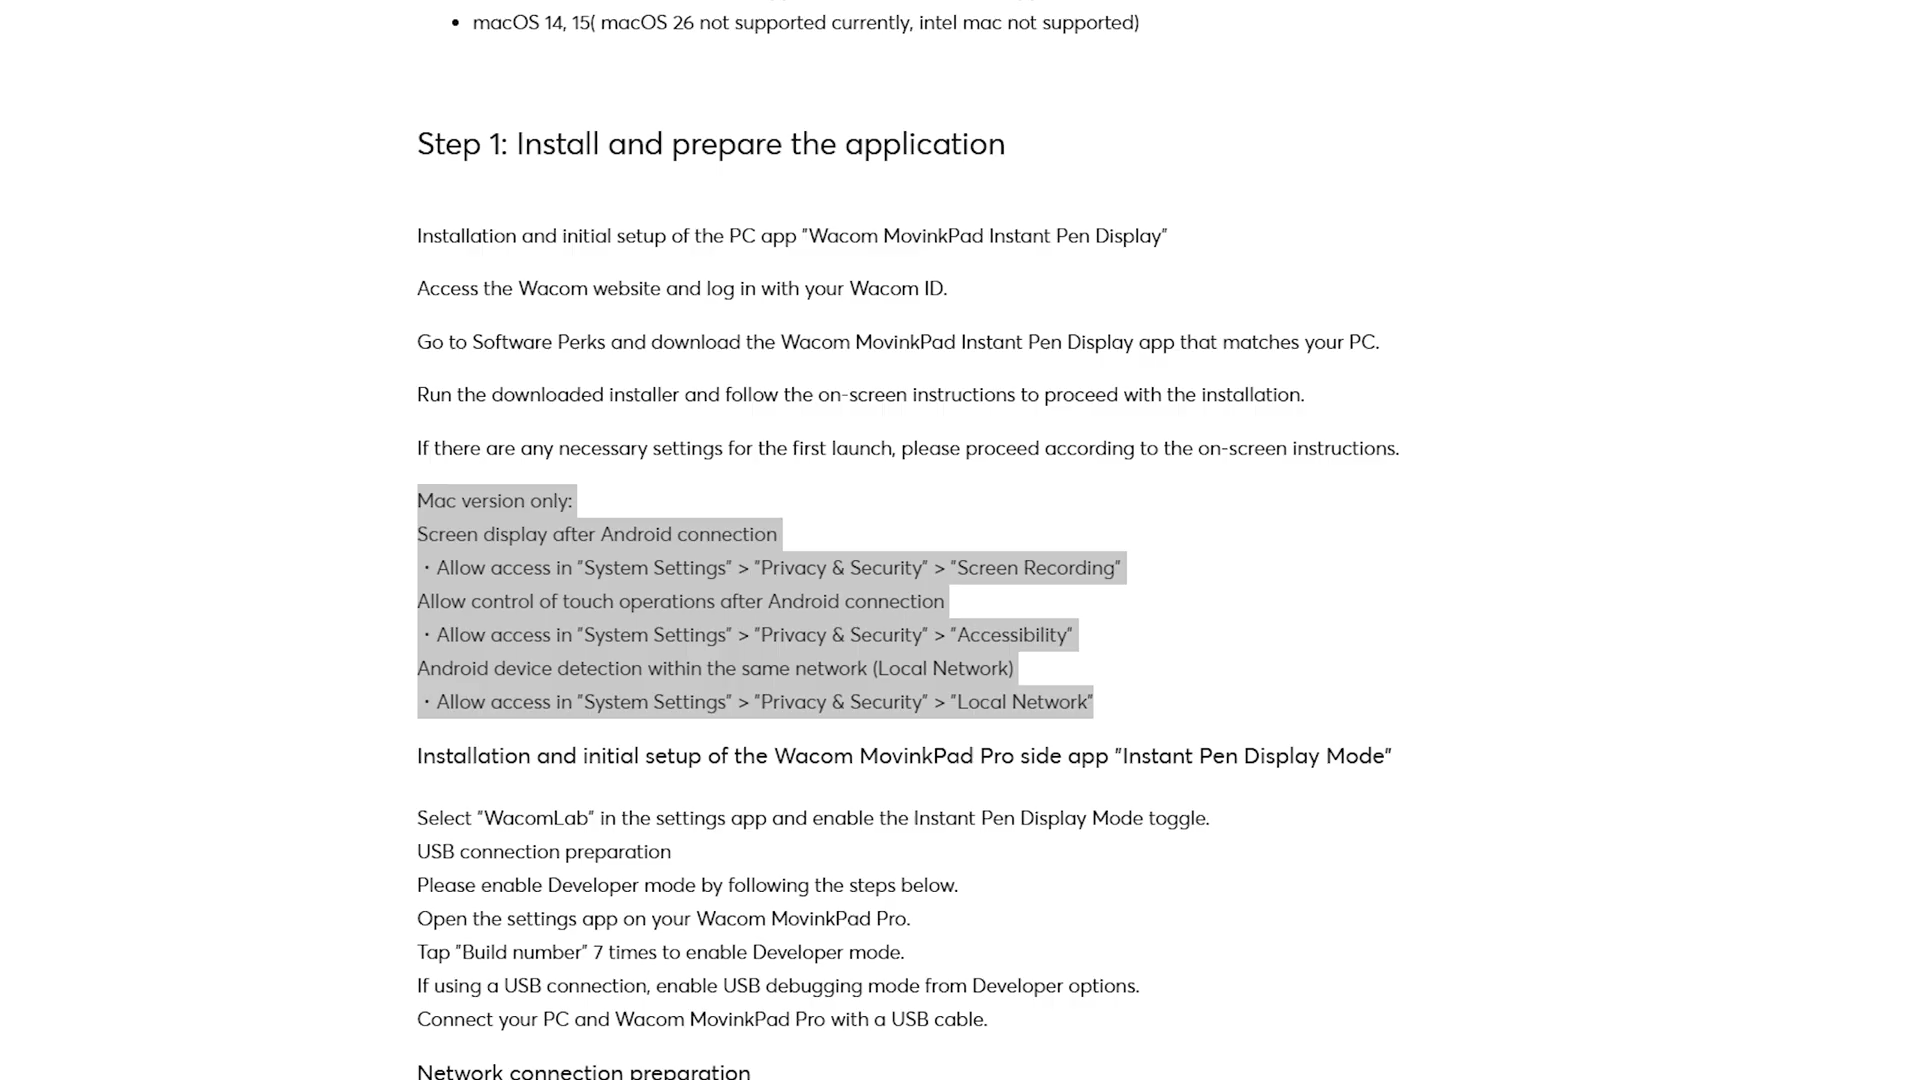 • macOS 14, 15( macOS 26 not supported currently, intel mac not supported)
Step 1: Install and prepare the application
Installation and initial setup of the PC app "Wacom MovinkPad Instant Pen Display"
Access the Wacom website and log in with your Wacom ID.
Go to Software Perks and download the Wacom MovinkPad Instant Pen Display app that matches your PC.
Run the downloaded installer and follow the on-screen instructions to proceed with the installation.
If there are any necessary settings for the first launch, please proceed according to the on-screen instructions.
Mac version only:
Screen display after Android connection
・Allow access in "System Settings" > "Privacy & Security" > "Screen Recording"
Allow control of touch operations after Android connection
・Allow access in "System Settings" > "Privacy & Security" > "Accessibility"
Android device detection within the same network (Local Network)
・Allow access in "System Settings" > "Privacy & Security" > "Local Network"
Installation and initial setup of the Wacom MovinkPad Pro side app "Instant Pen Display Mode"
Select "WacomLab" in the settings app and enable the Instant Pen Display Mode toggle.
USB connection preparation
Please enable Developer mode by following the steps below.
Open the settings app on your Wacom MovinkPad Pro.
Tap "Build number" 7 times to enable Developer mode.
If using a USB connection, enable USB debugging mode from Developer options.
Connect your PC and Wacom MovinkPad Pro with a USB cable.
Network connection preparation